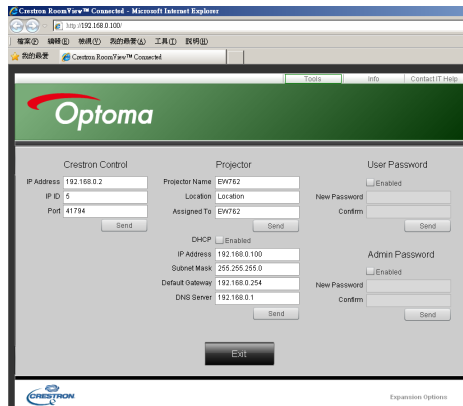 Crestron RoomView™ Connected - Microsoft Internet Explorer
http://192.168.0.100/
檔案(F) 編輯(E) 檢視(V) 我的最愛(A) 工具(T) 說明(H)
我的最愛 Crestron RoomView™ Connected
Tools Info Contact IT Help
Optoma
Crestron Control
IP Address 192.168.0.2
IP ID 5
Port 41794
Send
Projector
Projector Name EW762
Location Location
Assigned To EW762
Send
DHCP Enabled
IP Address 192.168.0.100
Subnet Mask 255.255.255.0
Default Gateway 192.168.0.254
DNS Server 192.168.0.1
Send
User Password
Enabled
New Password
Confirm
Send
Admin Password
Enabled
New Password
Confirm
Send
Exit
CRESTRON
Expansion Options